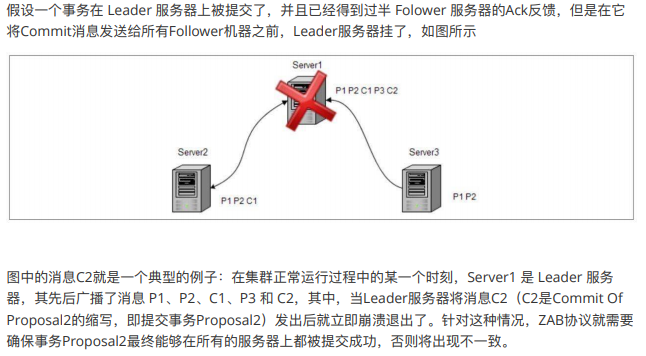 假设一个事务在 Leader 服务器上被提交了，并且已经得到过半 Folower 服务器的Ack反馈，但是在它
将Commit消息发送给所有Follower机器之前，Leader服务器挂了，如图所示
Server1
P1 P2 C1 P3 C2
Server2
Server3
P1 P2 C1
P1 P2
图中的消息C2就是一个典型的例子：在集群正常运行过程中的某一个时刻，Server1 是 Leader 服务
器，其先后广播了消息 P1、P2、C1、P3 和 C2，其中，当Leader服务器将消息C2（C2是Commit Of
Proposal2的缩写，即提交事务Proposal2）发出后就立即崩溃退出了。针对这种情况，ZAB协议就需要
确保事务Proposal2最终能够在所有的服务器上都被提交成功，否则将出现不一致。